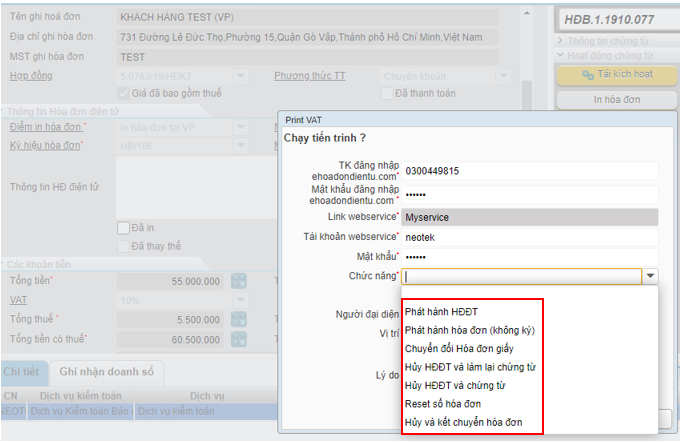 Tên ghi hoá đơn KHÁCH HÀNG TEST (VP)
Địa chỉ ghi hóa đơn 731 Đường Lê Đức Thọ,Phường 15,Quận Gò Vấp,Thành phố Hồ Chí Minh,Việt Nam
MST ghi hóa đơn TEST
Hợp đồng 5.6763/19/HĐKT Phương thức TT Chuyển khoản
Giá đã bao gồm thuế Đã thanh toán
HĐB.1.1910.077
Thông tin chứng từ
Hoạt động chứng từ
Tái kích hoạt
In hóa đơn
Thông tin Hóa đơn điện tử
Điểm in hóa đơn* In hóa đơn tại VP
Ký hiệu hóa đơn* HB/18E
Thông tin HĐ điện tử
Đã in
Đã thay thế
Các khoản tiền
Tổng tiền* 55.000.000
VAT 10%
Tổng thuế* 5.500.000
Tổng tiền có thuế* 60.500.000
Chi tiết Ghi nhận doanh số
CN Dịch vụ kiểm toán Dịch vụ
NEOT Dịch vụ Kiểm toán Báo Dịch vụ kiểm toán
Print VAT
Chạy tiến trình ?
TK đăng nhập
ehoadondientu.com* 0300449815
Mật khẩu đăng nhập
ehoadondientu.com* ••••••
Link webservice* Myservice
Tài khoản webservice* neotek
Mật khẩu* ••••••
Chức năng*
Người đại diện
Vị trí
Lý do
Phát hành HĐĐT
Phát hành hóa đơn (không ký)
Chuyển đổi Hóa đơn giấy
Hủy HĐĐT và làm lại chứng từ
Hủy HĐĐT và chứng từ
Reset số hóa đơn
Hủy và kết chuyển hóa đơn